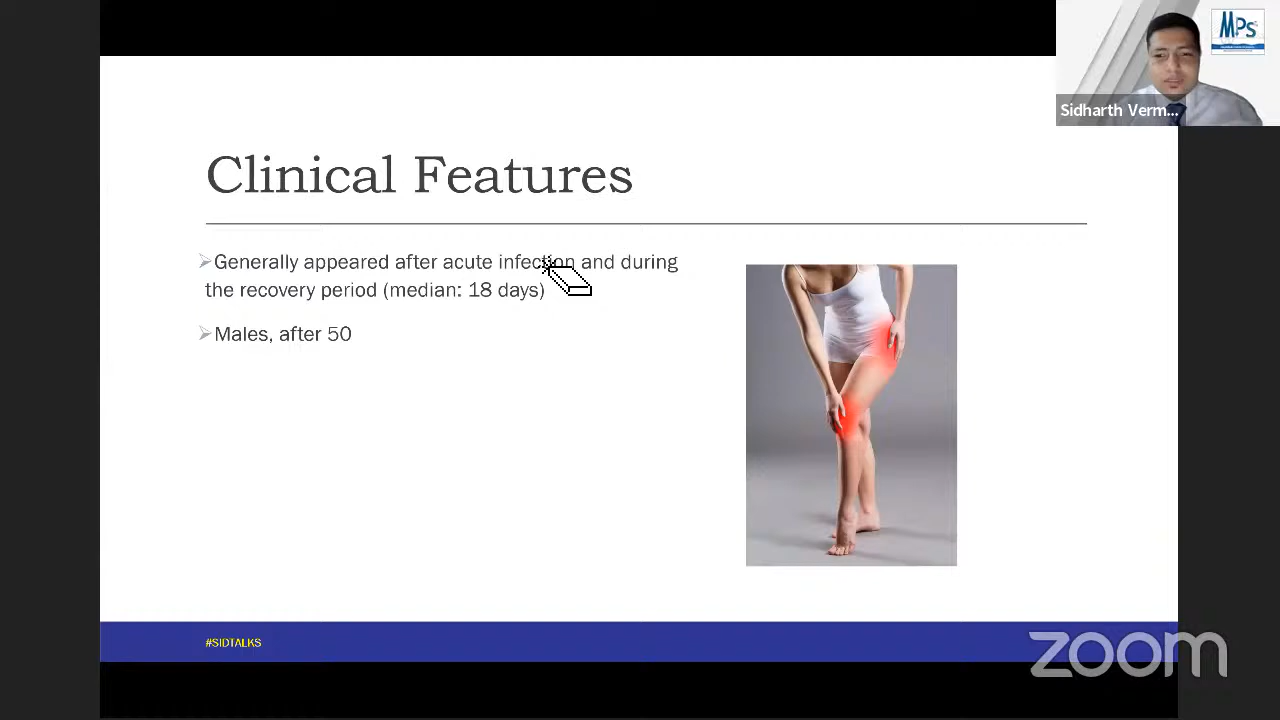 MPS
Sidharth Verm...
Clinical Features
Generally appeared after acute infection and during
the recovery period (median: 18 days)
Males, after 50
#SIDTALKS
zoom